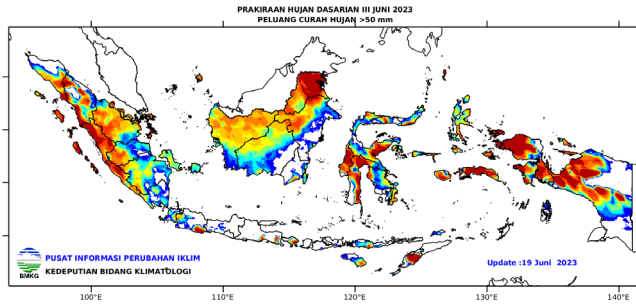 PRAKIRAAN HUJAN DASARIAN III JUNI 2023
PELUANG CURAH HUJAN >50 mm
PUSAT INFORMASI PERUBAHAN IKLIM
KEDEPUTIAN BIDANG KLIMATOLOGI
BMKG
Update :19 Juni 2023
100°E
110°E
120°E
130°E
140°E